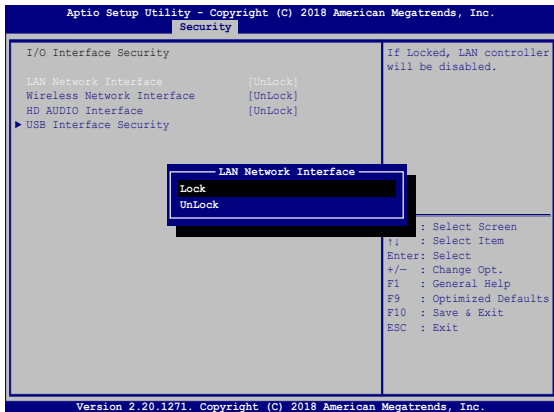 Aptio Setup Utility - Copyright (C) 2018 American Megatrends, Inc.
Security
I/O Interface Security
LAN Network Interface [UnLock]
Wireless Network Interface [UnLock]
HD AUDIO Interface [UnLock]
USB Interface Security
If Locked, LAN controller
will be disabled.
LAN Network Interface
Lock
UnLock
: Select Screen
↑↓ : Select Item
Enter: Select
+/— : Change Opt.
F1 : General Help
F9 : Optimized Defaults
F10 : Save & Exit
ESC : Exit
Version 2.20.1271. Copyright (C) 2018 American Megatrends, Inc.